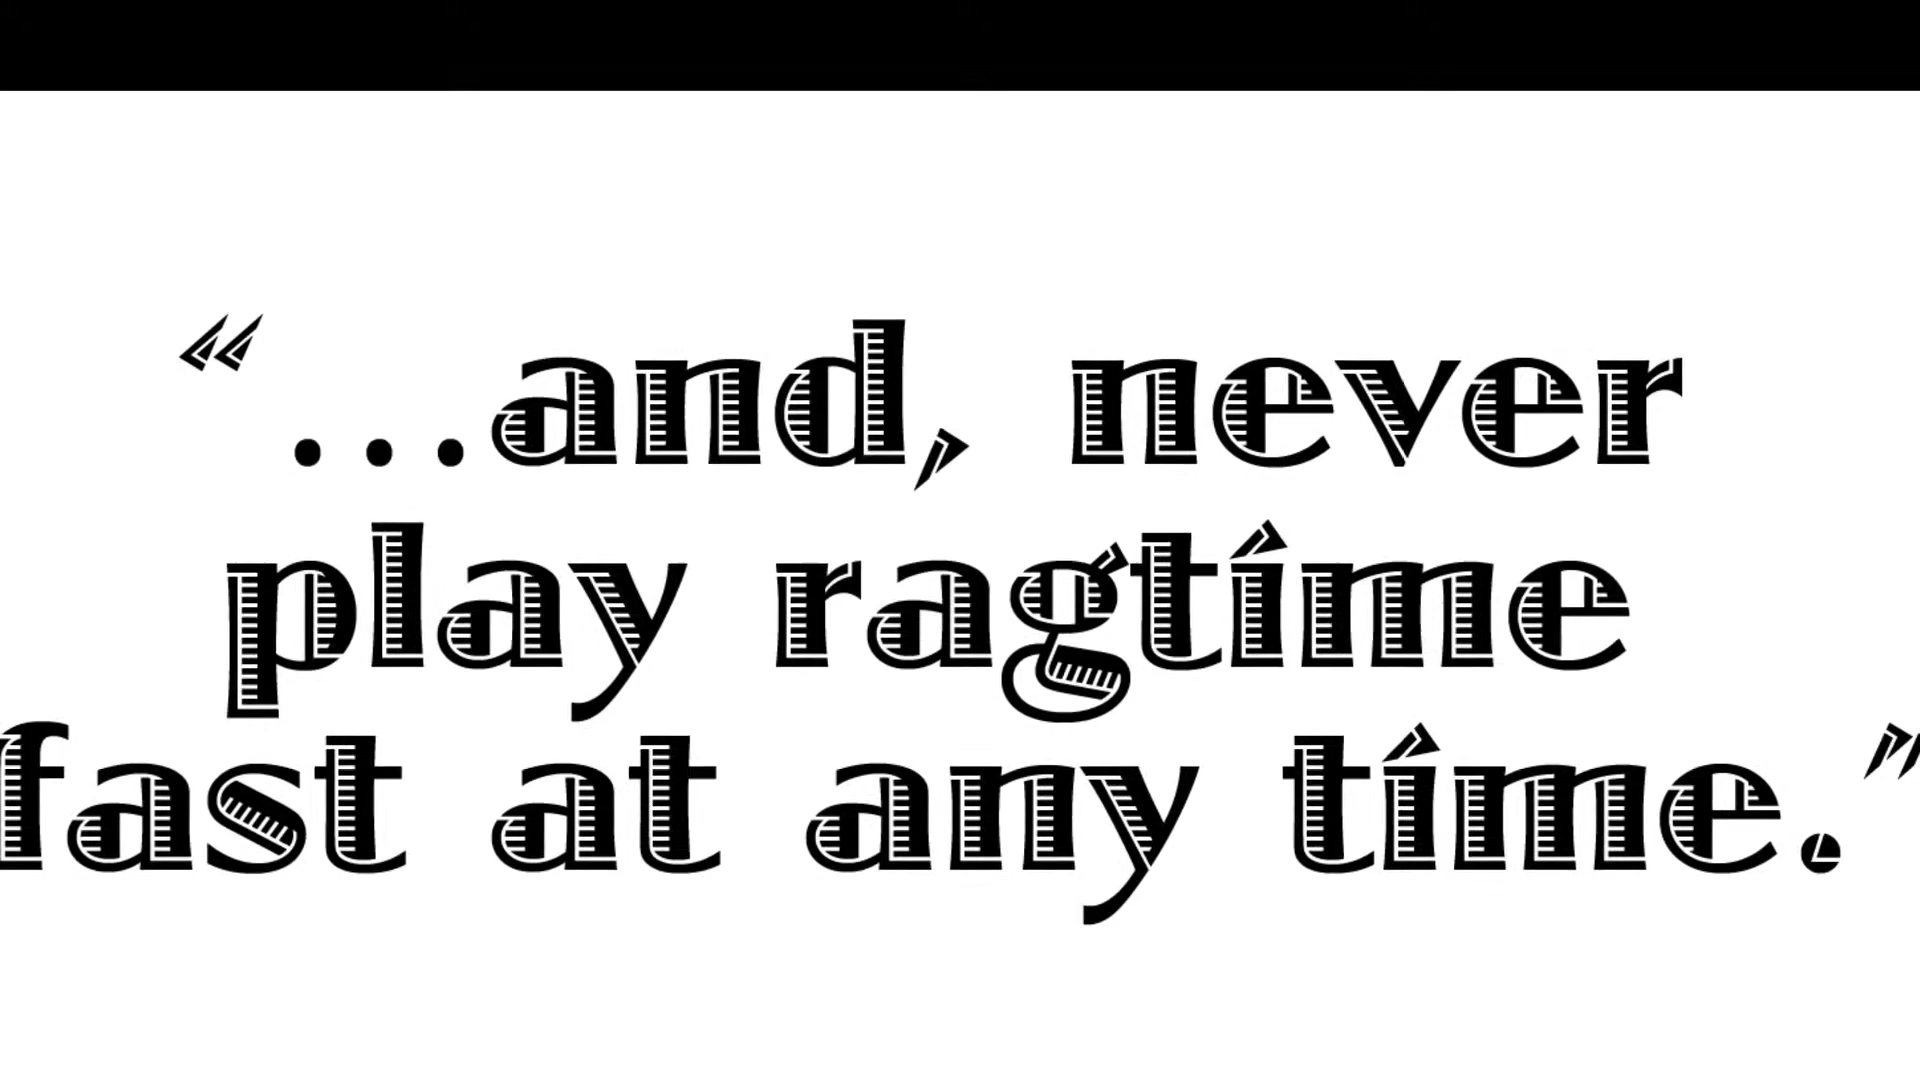 “...and, never
play ragtime
fast at any time.”